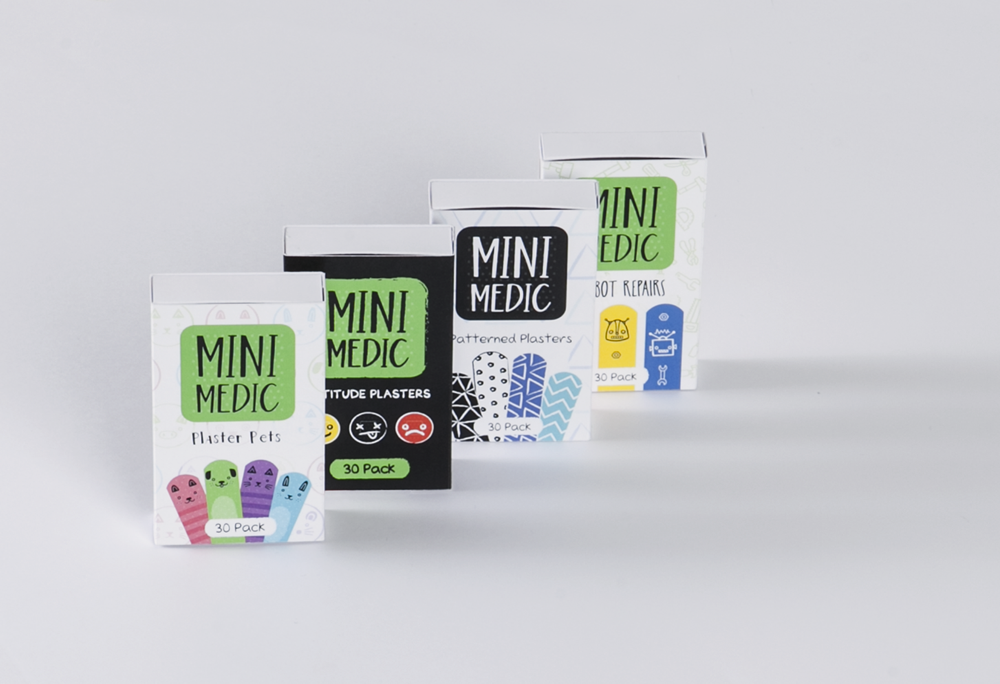 MINI
MEDIC
Plaster Pets
30 Pack
MINI
MEDIC
TITUDE PLASTERS
30 Pack
MINI
MEDIC
Patterned Plasters
30 Pack
MINI
EDIC
BOT REPAIRS
30 Pack